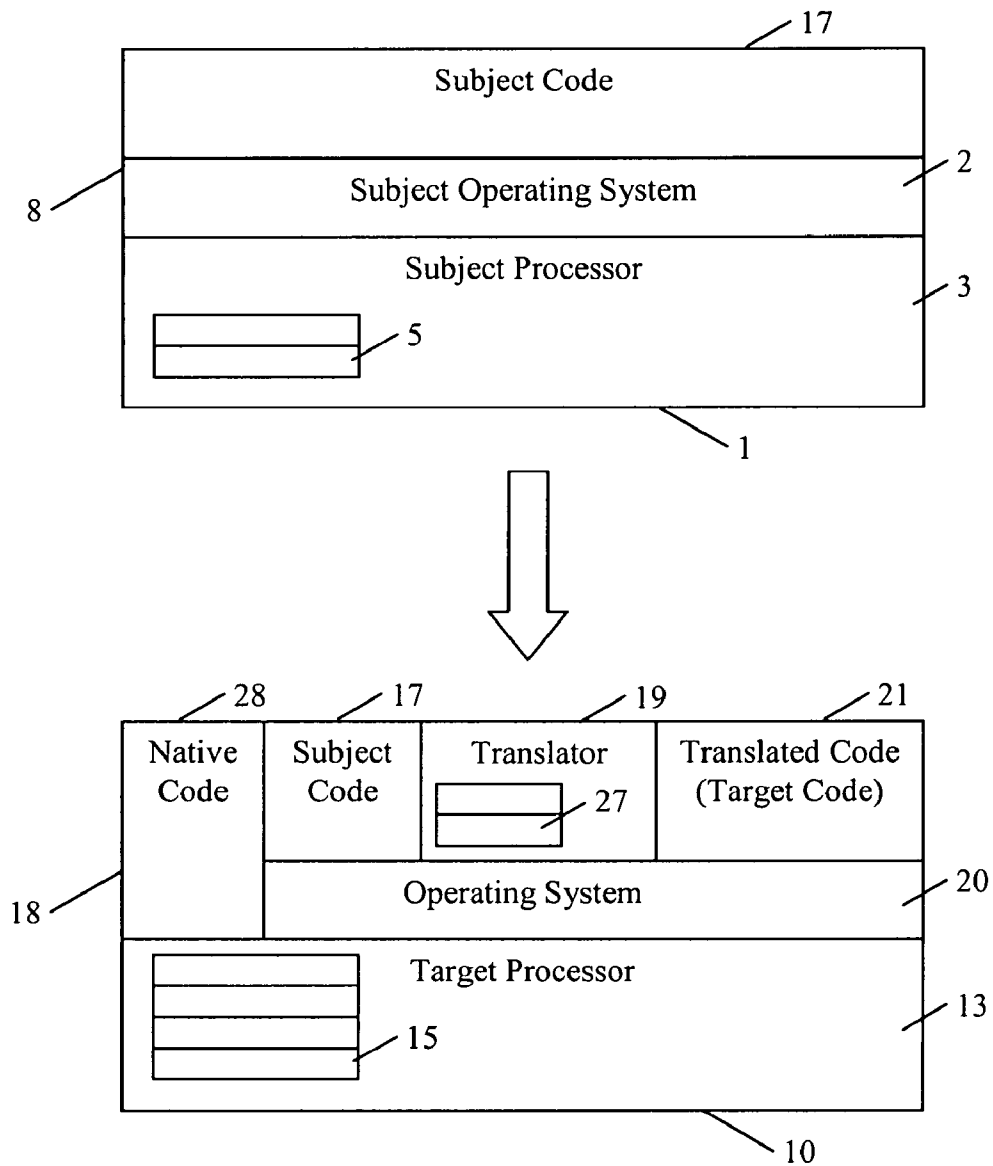 17
Subject Code
2
Subject Operating System
8
Subject Processor
3
5
1
28
17
19
21
Native
Code
Subject
Code
Translator
27
Translated Code
(Target Code)
18
Operating System
20
Target Processor
13
15
10